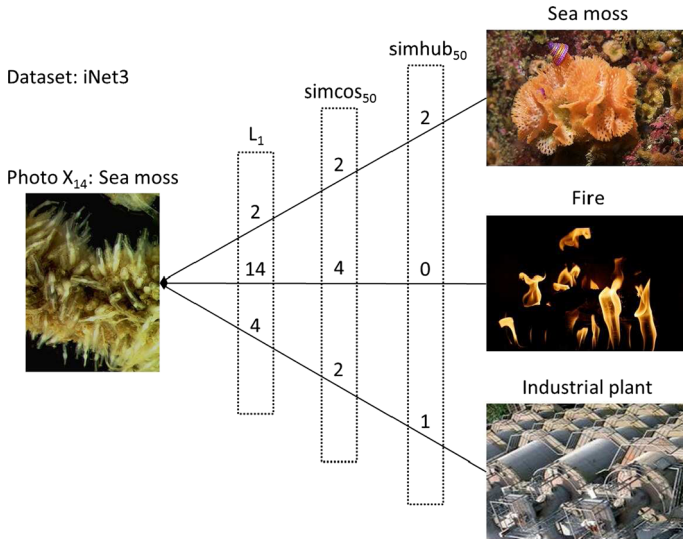 Sea moss
simhub50
Dataset: iNet3
simcos50
L1
2
Photo X14: Sea moss
2
2
Fire
14
4
0
4
2
Industrial plant
1